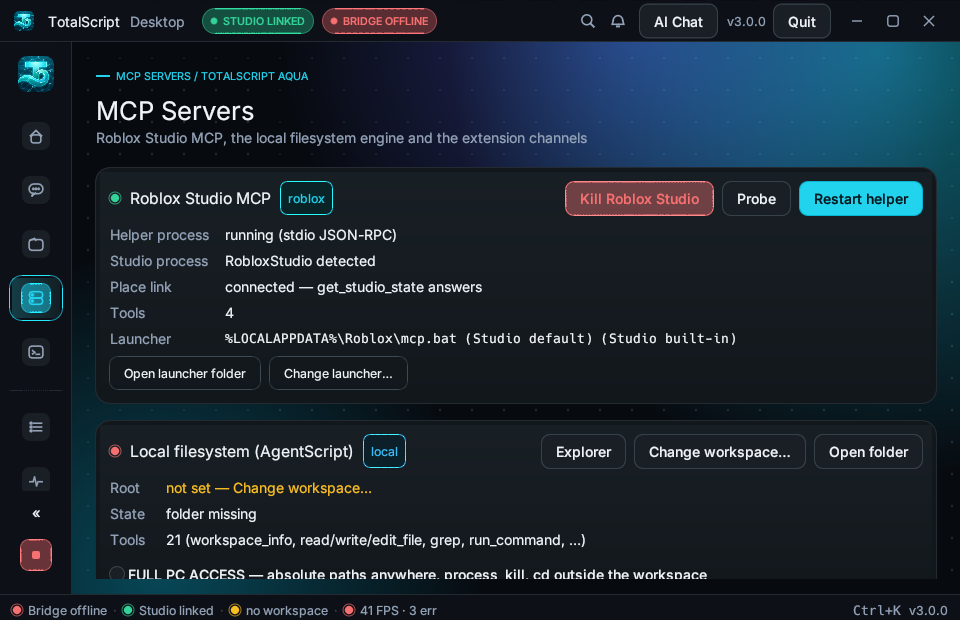 TotalScript Desktop STUDIO LINKED BRIDGE OFFLINE AI Chat v3.0.0 Quit
MCP SERVERS / TOTALSCRIPT AQUA
MCP Servers
Roblox Studio MCP, the local filesystem engine and the extension channels
Roblox Studio MCP roblox Kill Roblox Studio Probe Restart helper
Helper process running (stdio JSON-RPC)
Studio process RobloxStudio detected
Place link connected — get_studio_state answers
Tools 4
Launcher %LOCALAPPDATA%\Roblox\mcp.bat (Studio default) (Studio built-in)
Open launcher folder Change launcher...
Local filesystem (AgentScript) local Explorer Change workspace... Open folder
Root not set — Change workspace...
State folder missing
Tools 21 (workspace_info, read/write/edit_file, grep, run_command, ...)
FULL PC ACCESS — absolute paths anywhere, process_kill, cd outside the workspace
Bridge offline · Studio linked · no workspace · 41 FPS · 3 err Ctrl+K v3.0.0